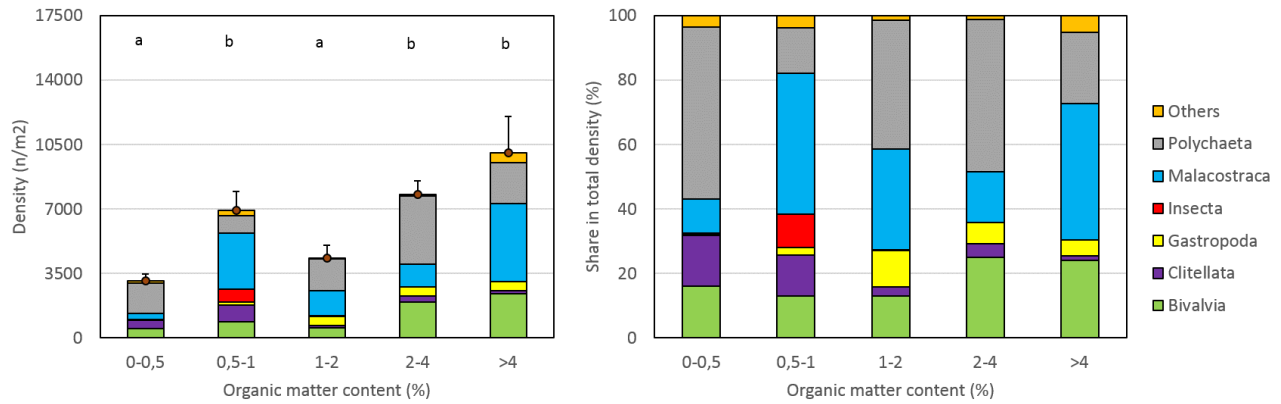 17500
14000
10500
7000
3500
0
Density (n/m2)
a b a b b
0-0,5 0,5-1 1-2 2-4 >4
Organic matter content (%)
100
80
60
40
20
0
Share in total density (%)
0-0,5 0,5-1 1-2 2-4 >4
Organic matter content (%)
Others
Polychaeta
Malacostraca
Insecta
Gastropoda
Clitellata
Bivalvia